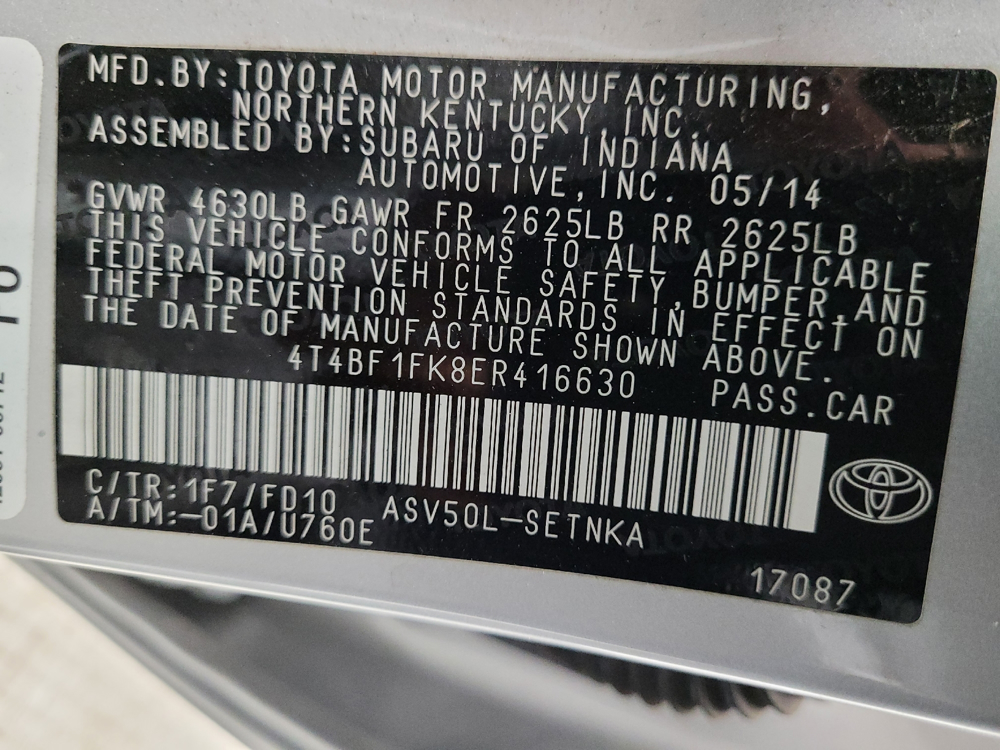 MFD.BY:TOYOTA MOTOR MANUFACTURING,
NORTHERN KENTUCKY,INC.
ASSEMBLED BY:SUBARU OF INDIANA
AUTOMOTIVE,INC. 05/14
GVWR 4630LB GAWR FR 2625LB RR 2625LB
THIS VEHICLE CONFORMS TO ALL APPLICABLE
FEDERAL MOTOR VEHICLE SAFETY,BUMPER,AND
THEFT PREVENTION STANDARDS IN EFFECT ON
THE DATE OF MANUFACTURE SHOWN ABOVE.
4T4BF1FK8ER416630 PASS.CAR
C/TR:1F7/FD10 ASV50L-SETNKA
A/TM:-01A/U760E
17087